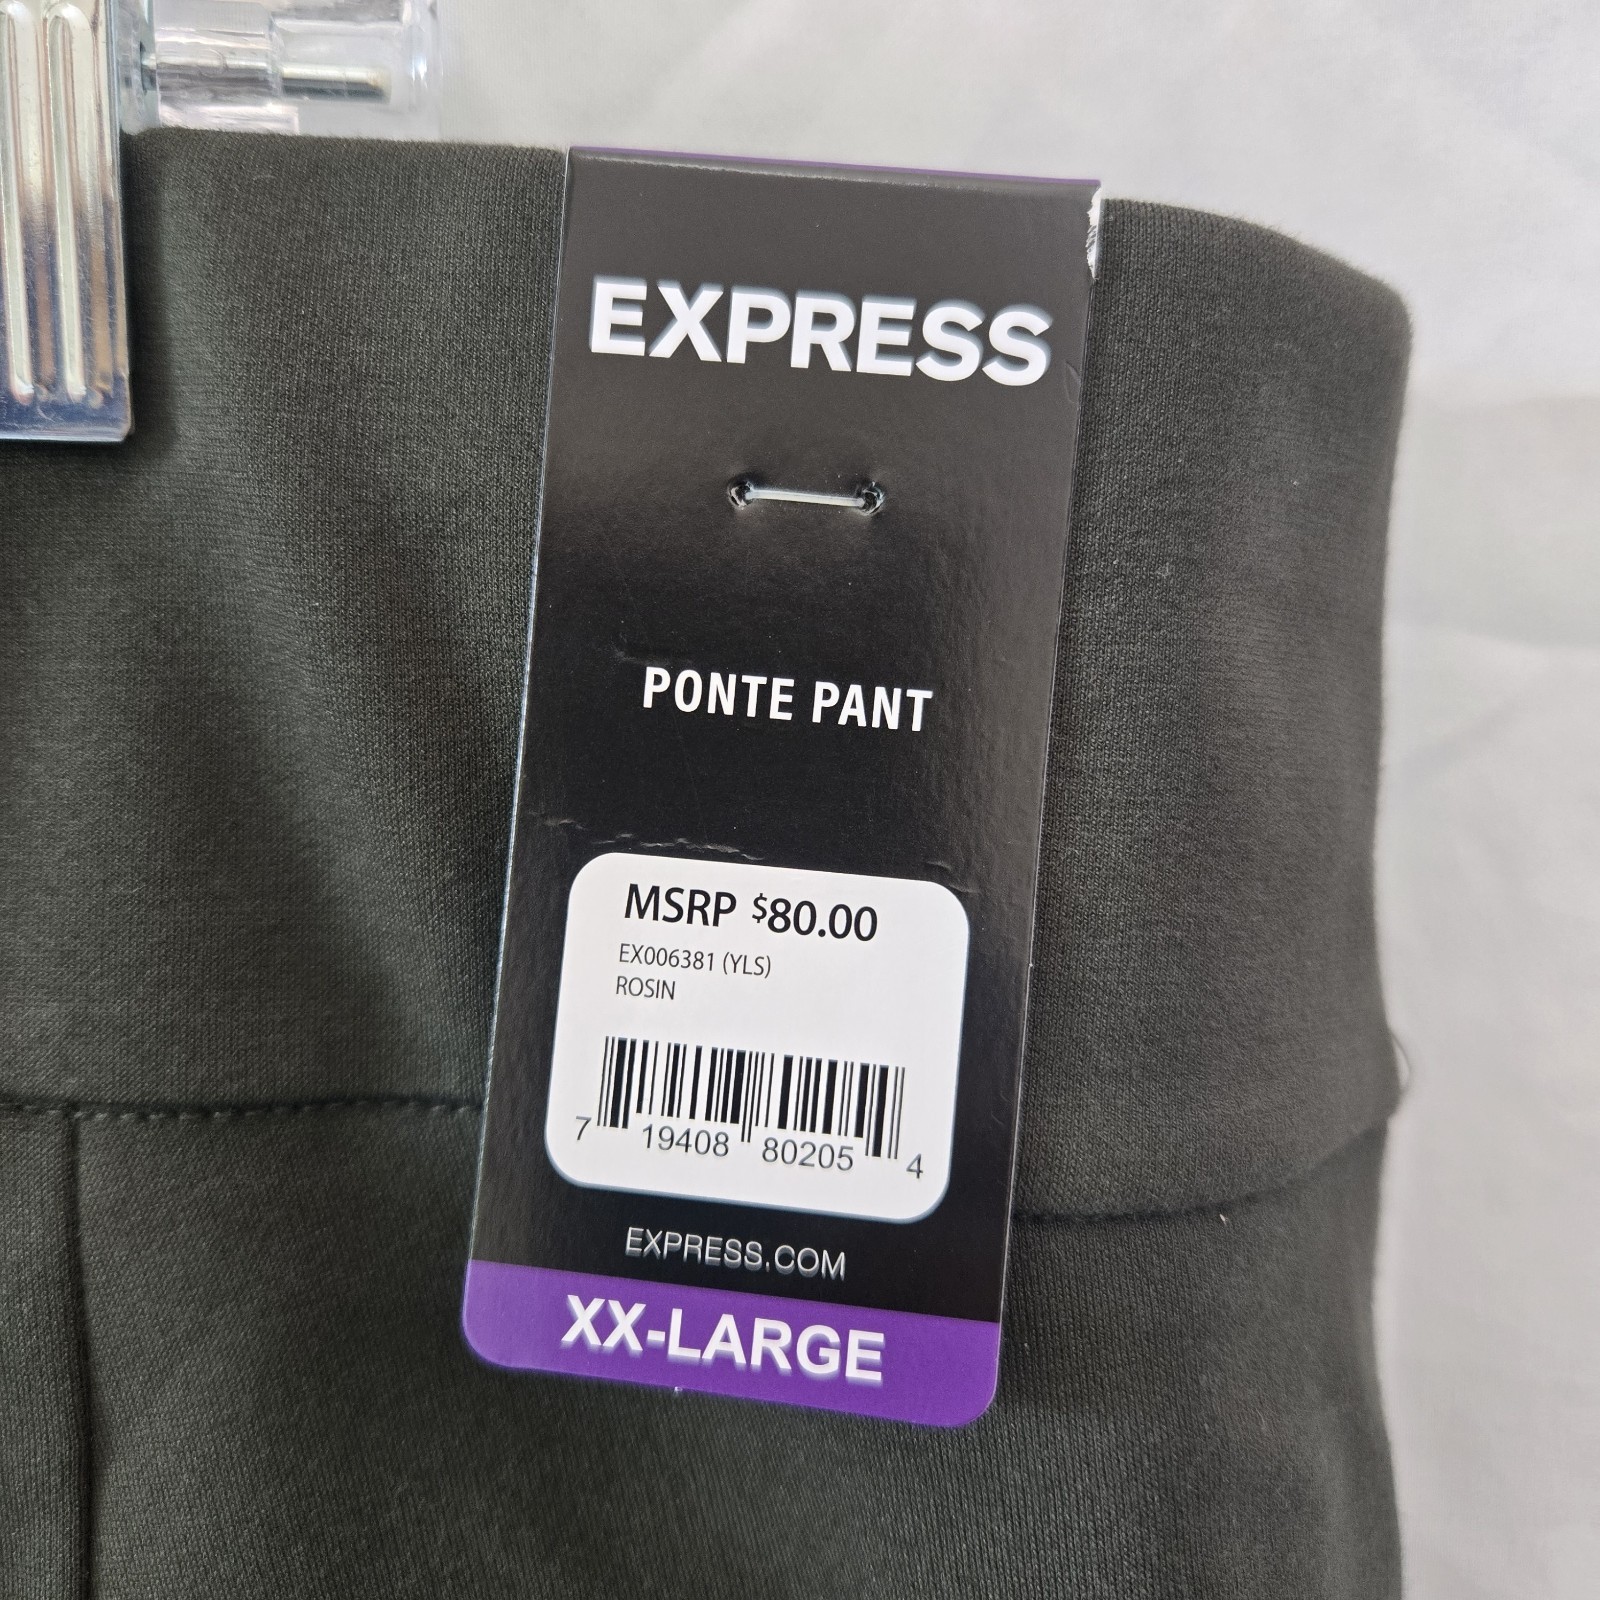 EXPRESS
PONTE PANT
MSRP $80.00
EX006381 (YLS)
ROSIN
7 19408 80205 4
EXPRESS.COM
XX-LARGE